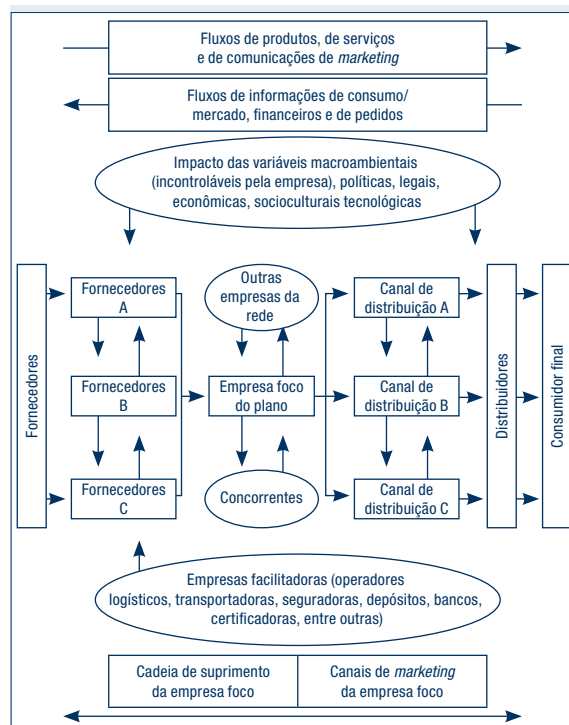 Fluxos de produtos, de serviços
e de comunicações de marketing
Fluxos de informações de consumo/
mercado, financeiros e de pedidos
Impacto das variáveis macroambientais
(incontroláveis pela empresa), políticas, legais,
econômicas, socioculturais tecnológicas
Fornecedores
Fornecedores
A
Fornecedores
B
Fornecedores
C
Outras
empresas da
rede
Empresa foco
do plano
Concorrentes
Canal de
distribuição A
Canal de
distribuição B
Canal de
distribuição C
Distribuidores
Consumidor final
Empresas facilitadoras (operadores
logísticos, transportadoras, seguradoras, depósitos, bancos,
certificadoras, entre outras)
Cadeia de suprimento
da empresa foco
Canais de marketing
da empresa foco